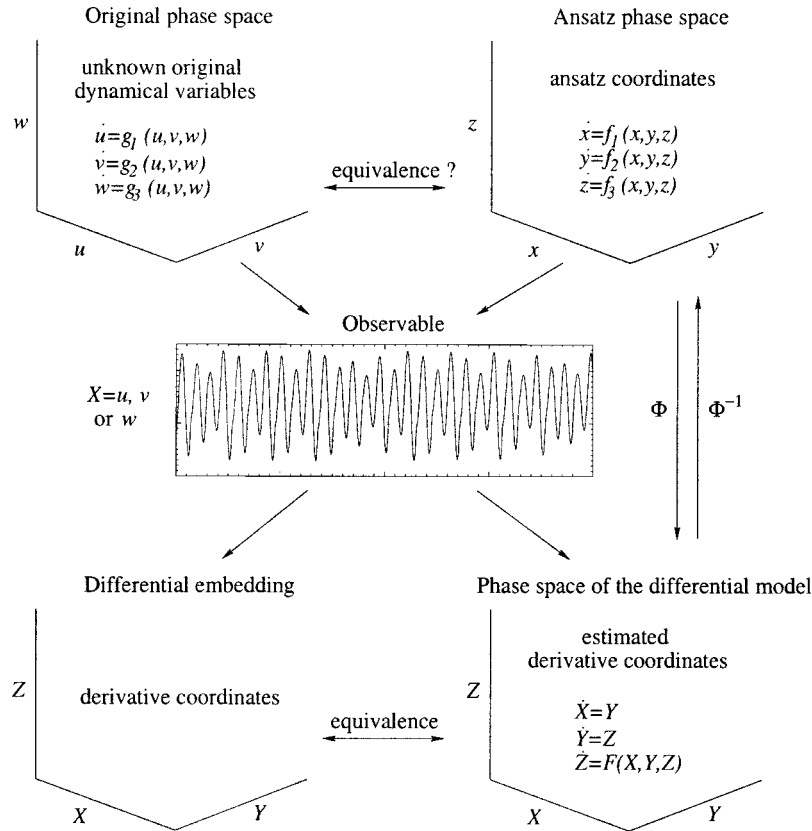 Original phase space
unknown original
dynamical variables
w
u̇=g₁ (u,v,w)
v̇=g₂ (u,v,w)
ẇ=g₃ (u,v,w)
u
v
equivalence ?
Ansatz phase space
ansatz coordinates
z
ẋ=f₁ (x,y,z)
ẏ=f₂ (x,y,z)
ż=f₃ (x,y,z)
x
y
Observable
X=u, v
or w
Φ
Φ⁻¹
Differential embedding
Z
derivative coordinates
X
Y
equivalence
Phase space of the differential model
estimated
derivative coordinates
Z
Ẋ=Y
Ẏ=Z
Ż=F(X,Y,Z)
X
Y